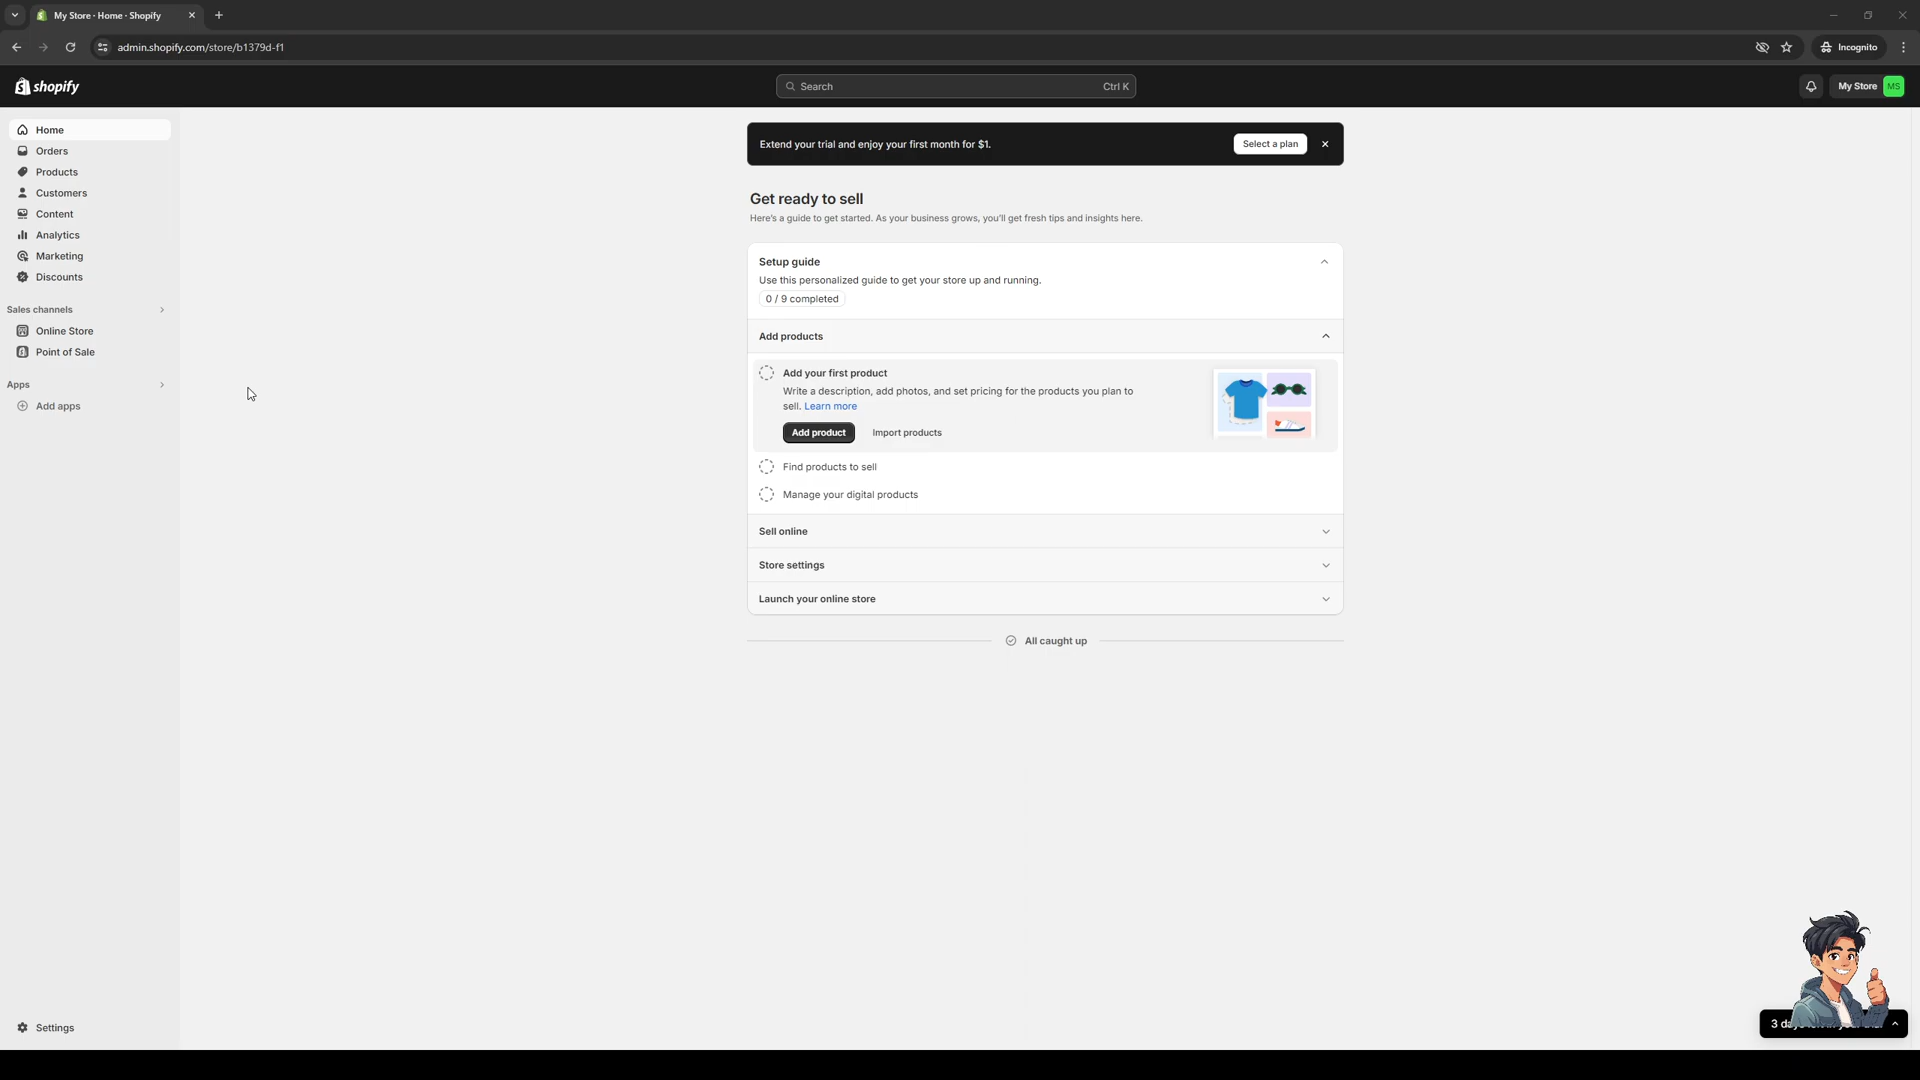 My Store · Home · Shopify
admin.shopify.com/store/b1379d-f1
Incognito
shopify
Search
Ctrl K
My Store
MS
Home
Orders
Products
Customers
Content
Analytics
Marketing
Discounts
Sales channels
Online Store
Point of Sale
Apps
Add apps
Settings
Extend your trial and enjoy your first month for $1.
Select a plan
Get ready to sell
Here's a guide to get started. As your business grows, you'll get fresh tips and insights here.
Setup guide
Use this personalized guide to get your store up and running.
0 / 9 completed
Add products
Add your first product
Write a description, add photos, and set pricing for the products you plan to
sell. Learn more
Add product
Import products
Find products to sell
Manage your digital products
Sell online
Store settings
Launch your online store
All caught up
3